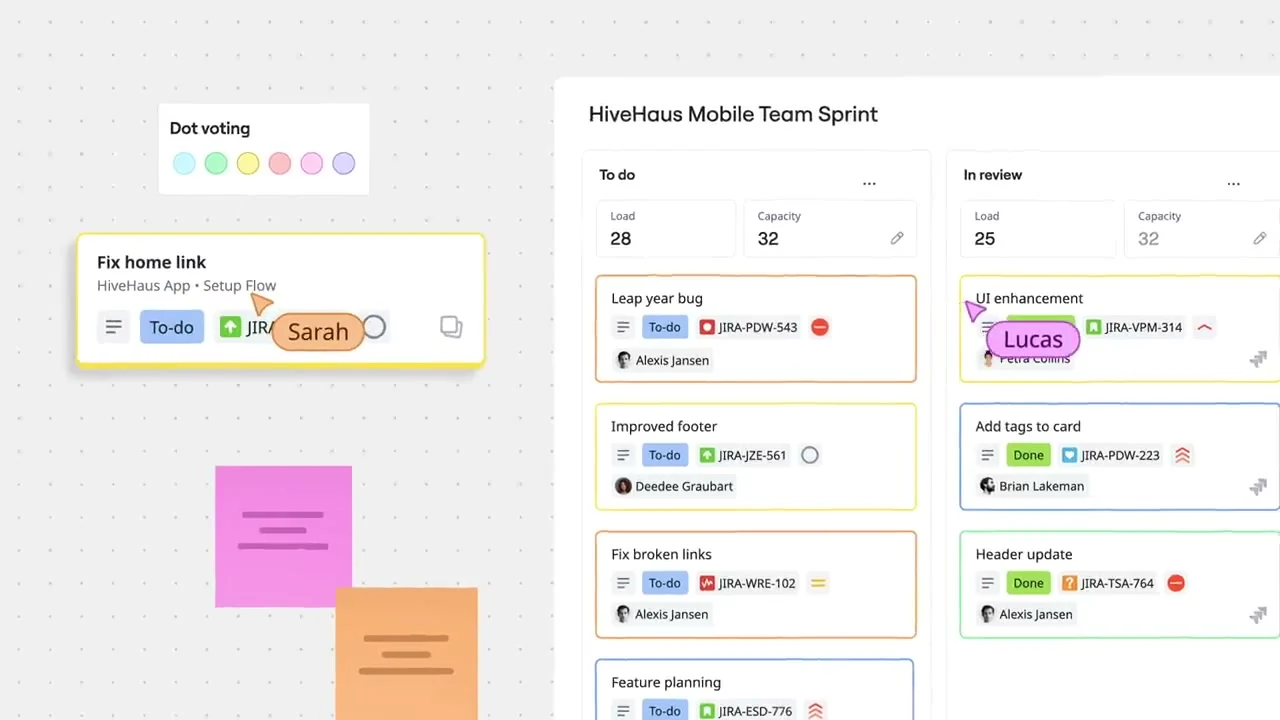 Dot voting
Fix home link
HiveHaus App • Setup Flow
To-do
Sarah
HiveHaus Mobile Team Sprint
To do
...
Load
28
Capacity
32
Leap year bug
To-do JIRA-PDW-543
Alexis Jansen
Improved footer
To-do JIRA-JZE-561
Deedee Graubart
Fix broken links
To-do JIRA-WRE-102
Alexis Jansen
Feature planning
To-do JIRA-ESD-776
In review
...
Load
25
Capacity
32
UI enhancement
JIRA-VPM-314
Lucas
Petra Collins
Add tags to card
Done JIRA-PDW-223
Brian Lakeman
Header update
Done JIRA-TSA-764
Alexis Jansen